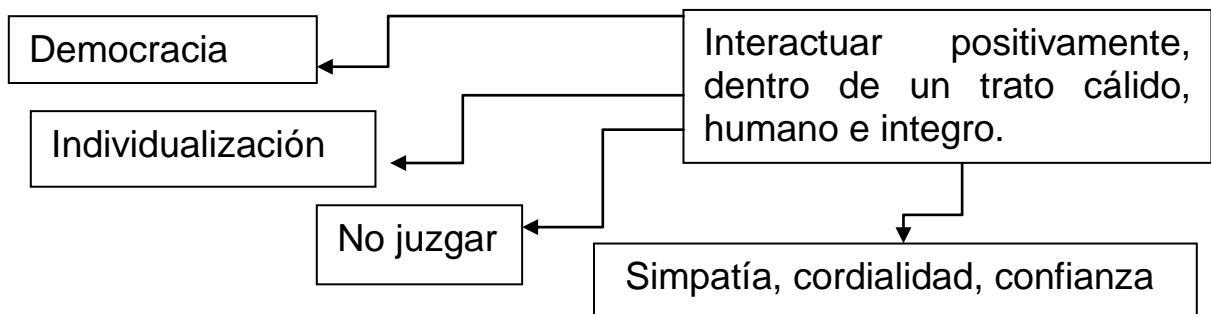 Democracia
Interactuar positivamente,
dentro de un trato cálido,
humano e integro.
Individualización
No juzgar
Simpatía, cordialidad, confianza